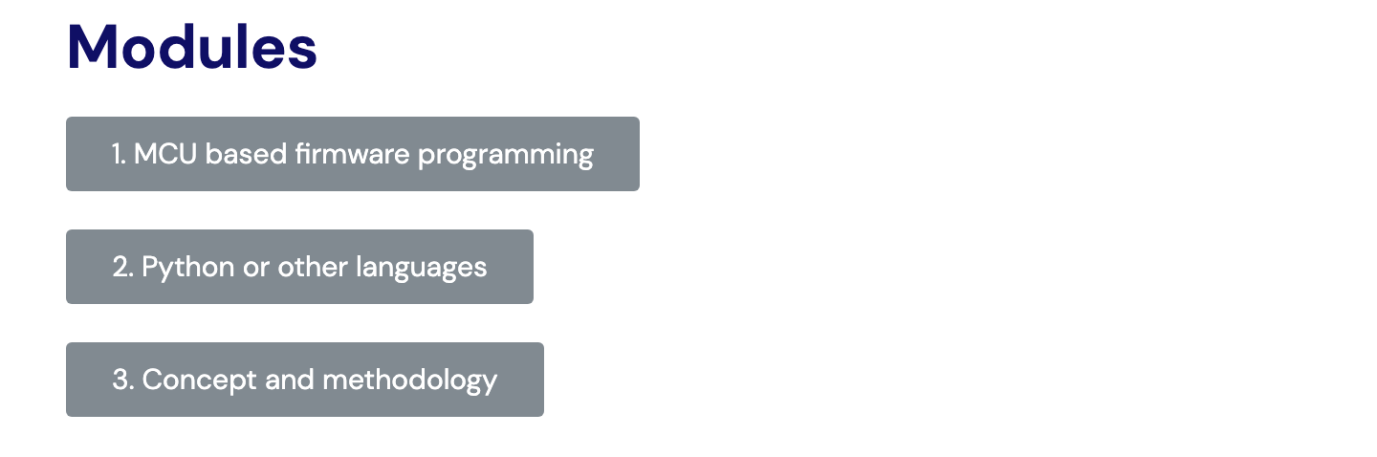 Modules
1. MCU based firmware programming
2. Python or other languages
3. Concept and methodology